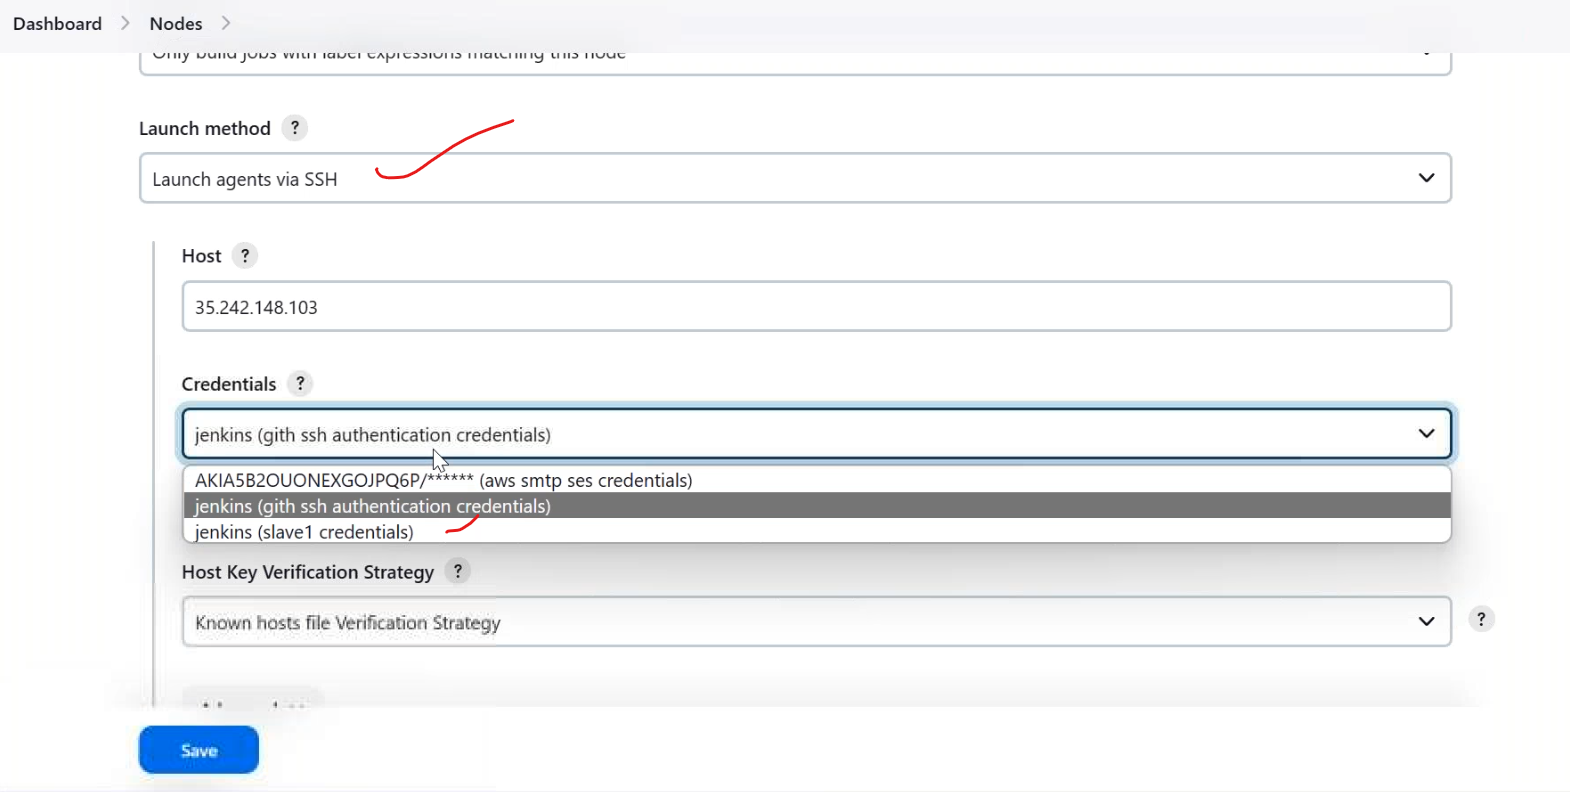 Dashboard > Nodes >
Only build jobs with label expressions matching this node
Launch method ?
Launch agents via SSH
Host ?
35.242.148.103
Credentials ?
jenkins (gith ssh authentication credentials)
AKIA5B2OUONEXGOJPQ6P/****** (aws smtp ses credentials)
jenkins (gith ssh authentication credentials)
jenkins (slave1 credentials)
Host Key Verification Strategy ?
Known hosts file Verification Strategy ?
Save